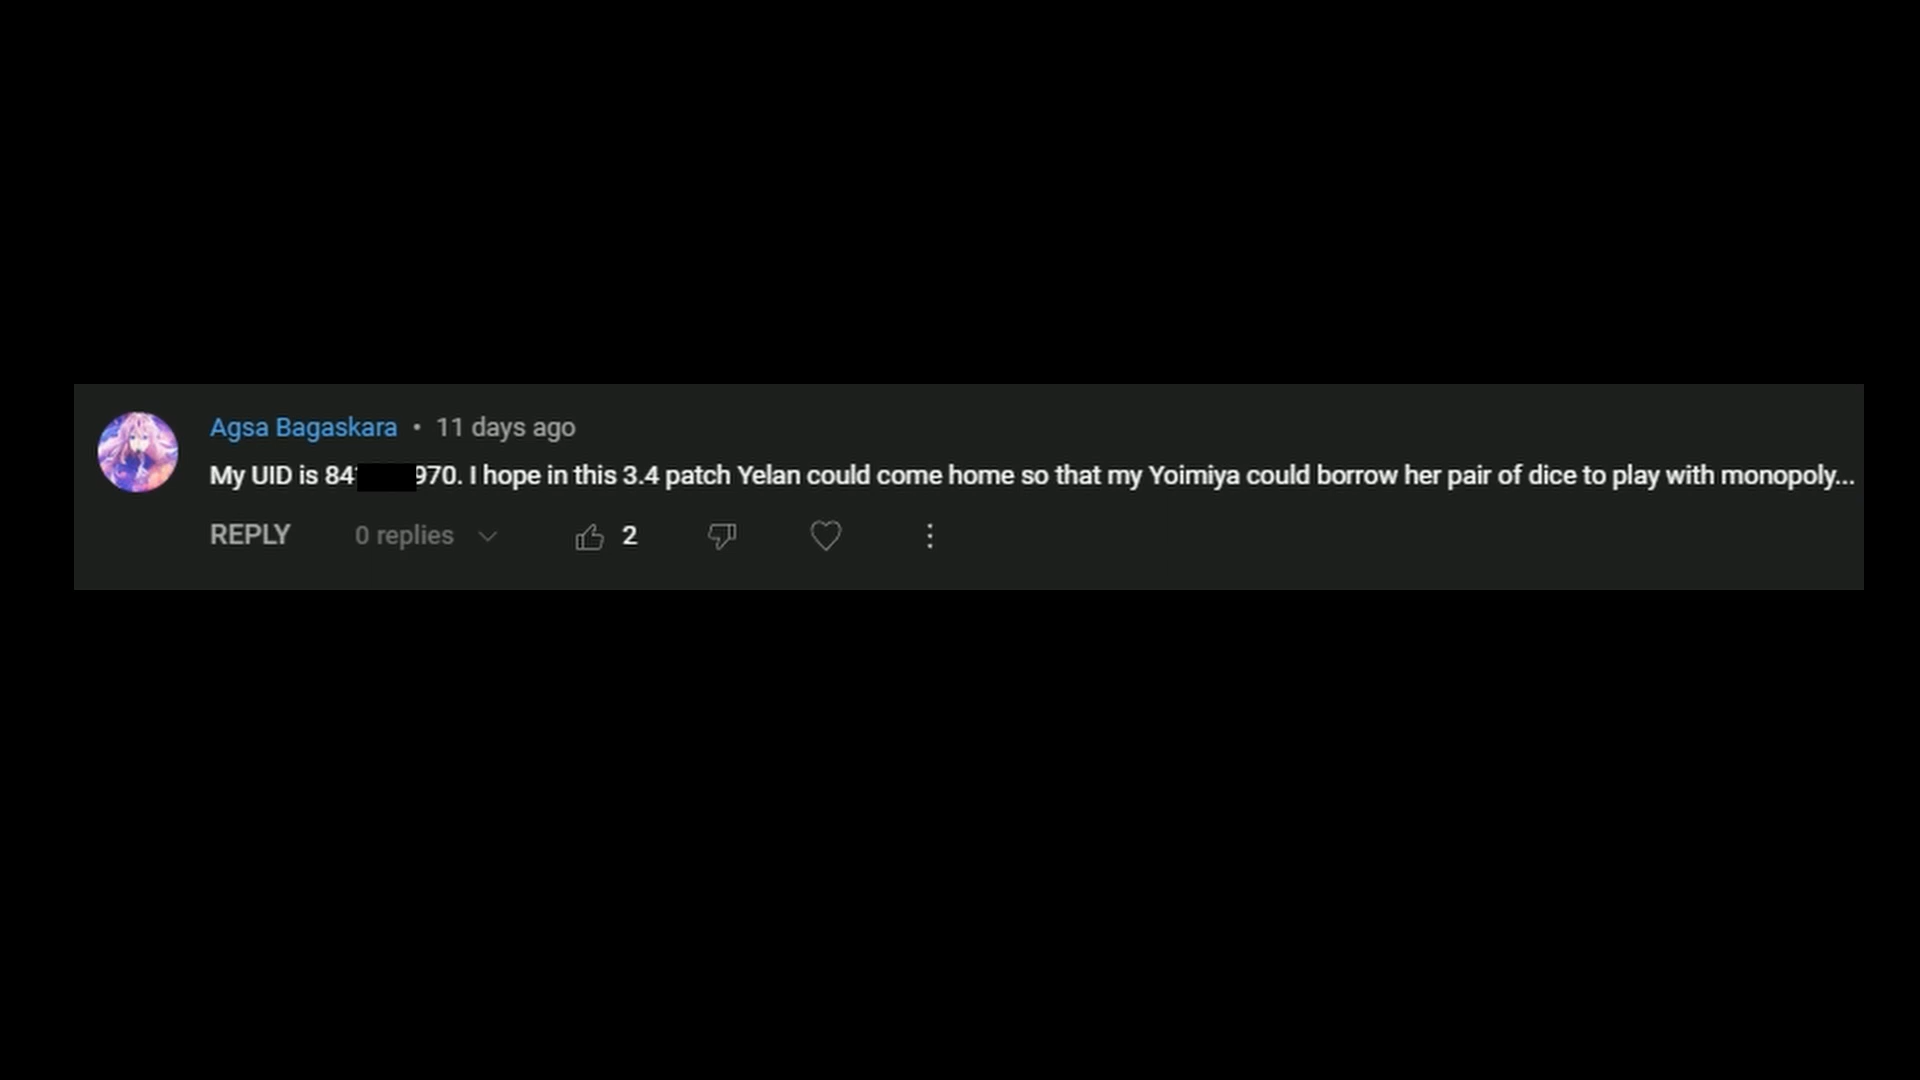 Agsa Bagaskara • 11 days ago
My UID is 84 970. I hope in this 3.4 patch Yelan could come home so that my Yoimiya could borrow her pair of dice to play with monopoly...
REPLY 0 replies 2